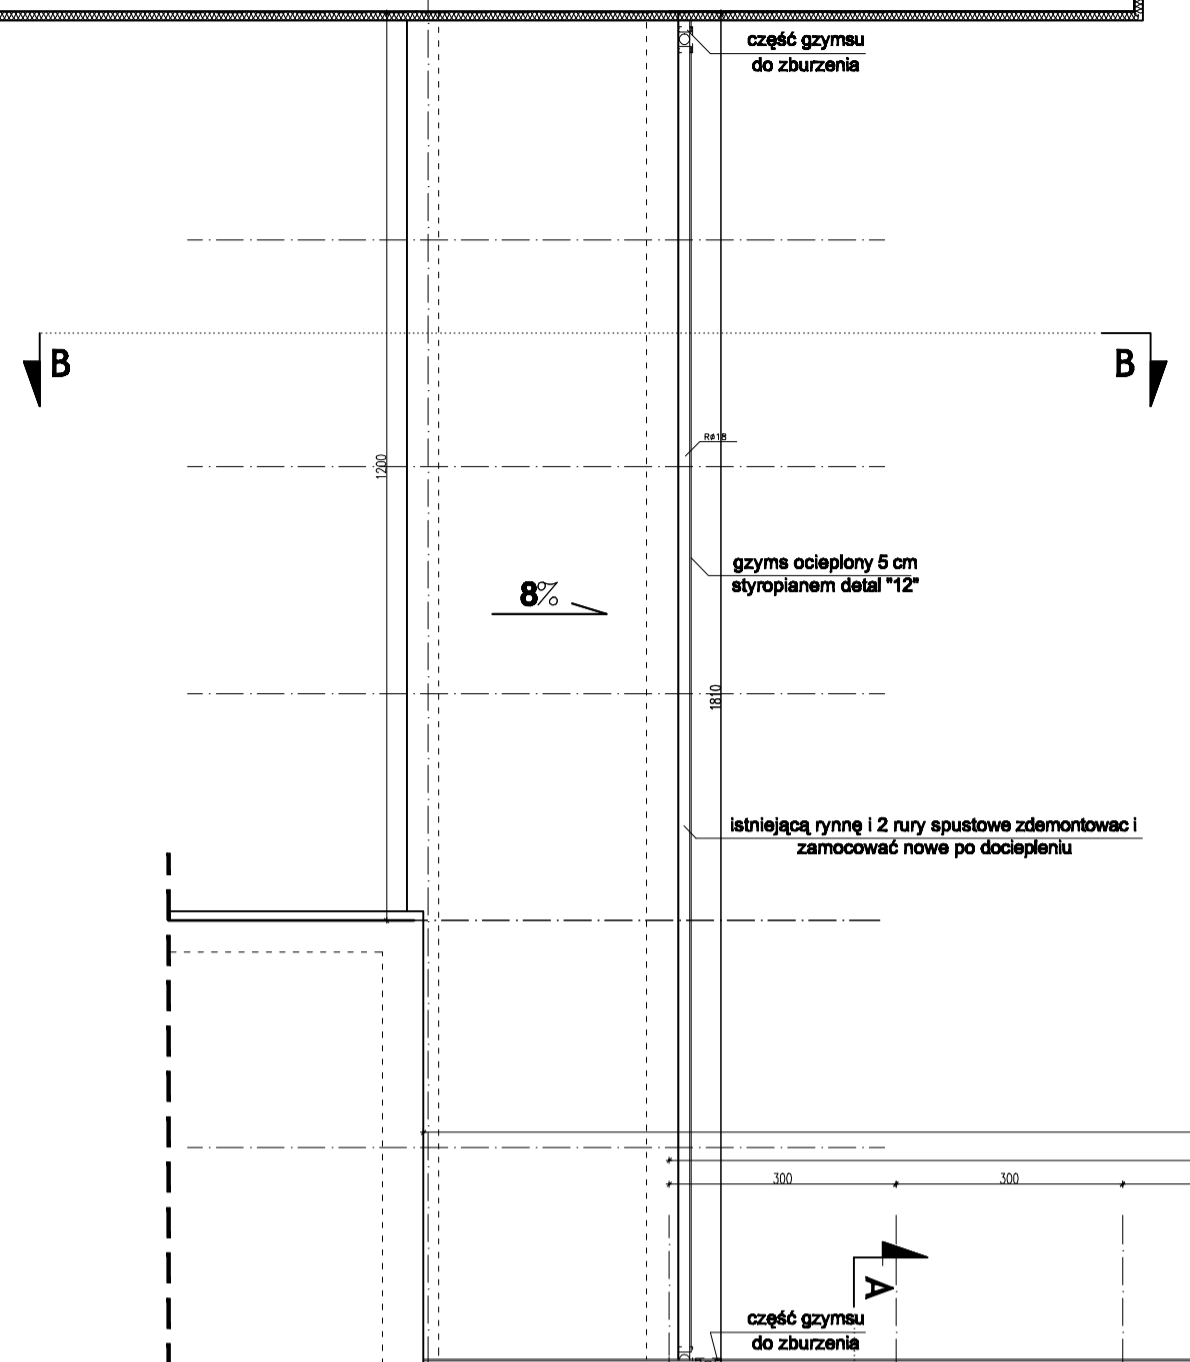 część gzymsu
do zburzenia
B
B
Rø18
1200
gzyms ocieplony 5 cm
styropianem detal "12"
8%
1810
istniejącą rynnę i 2 rury spustowe zdemontowac i
zamocować nowe po dociepleniu
300
300
A
część gzymsu
do zburzenia